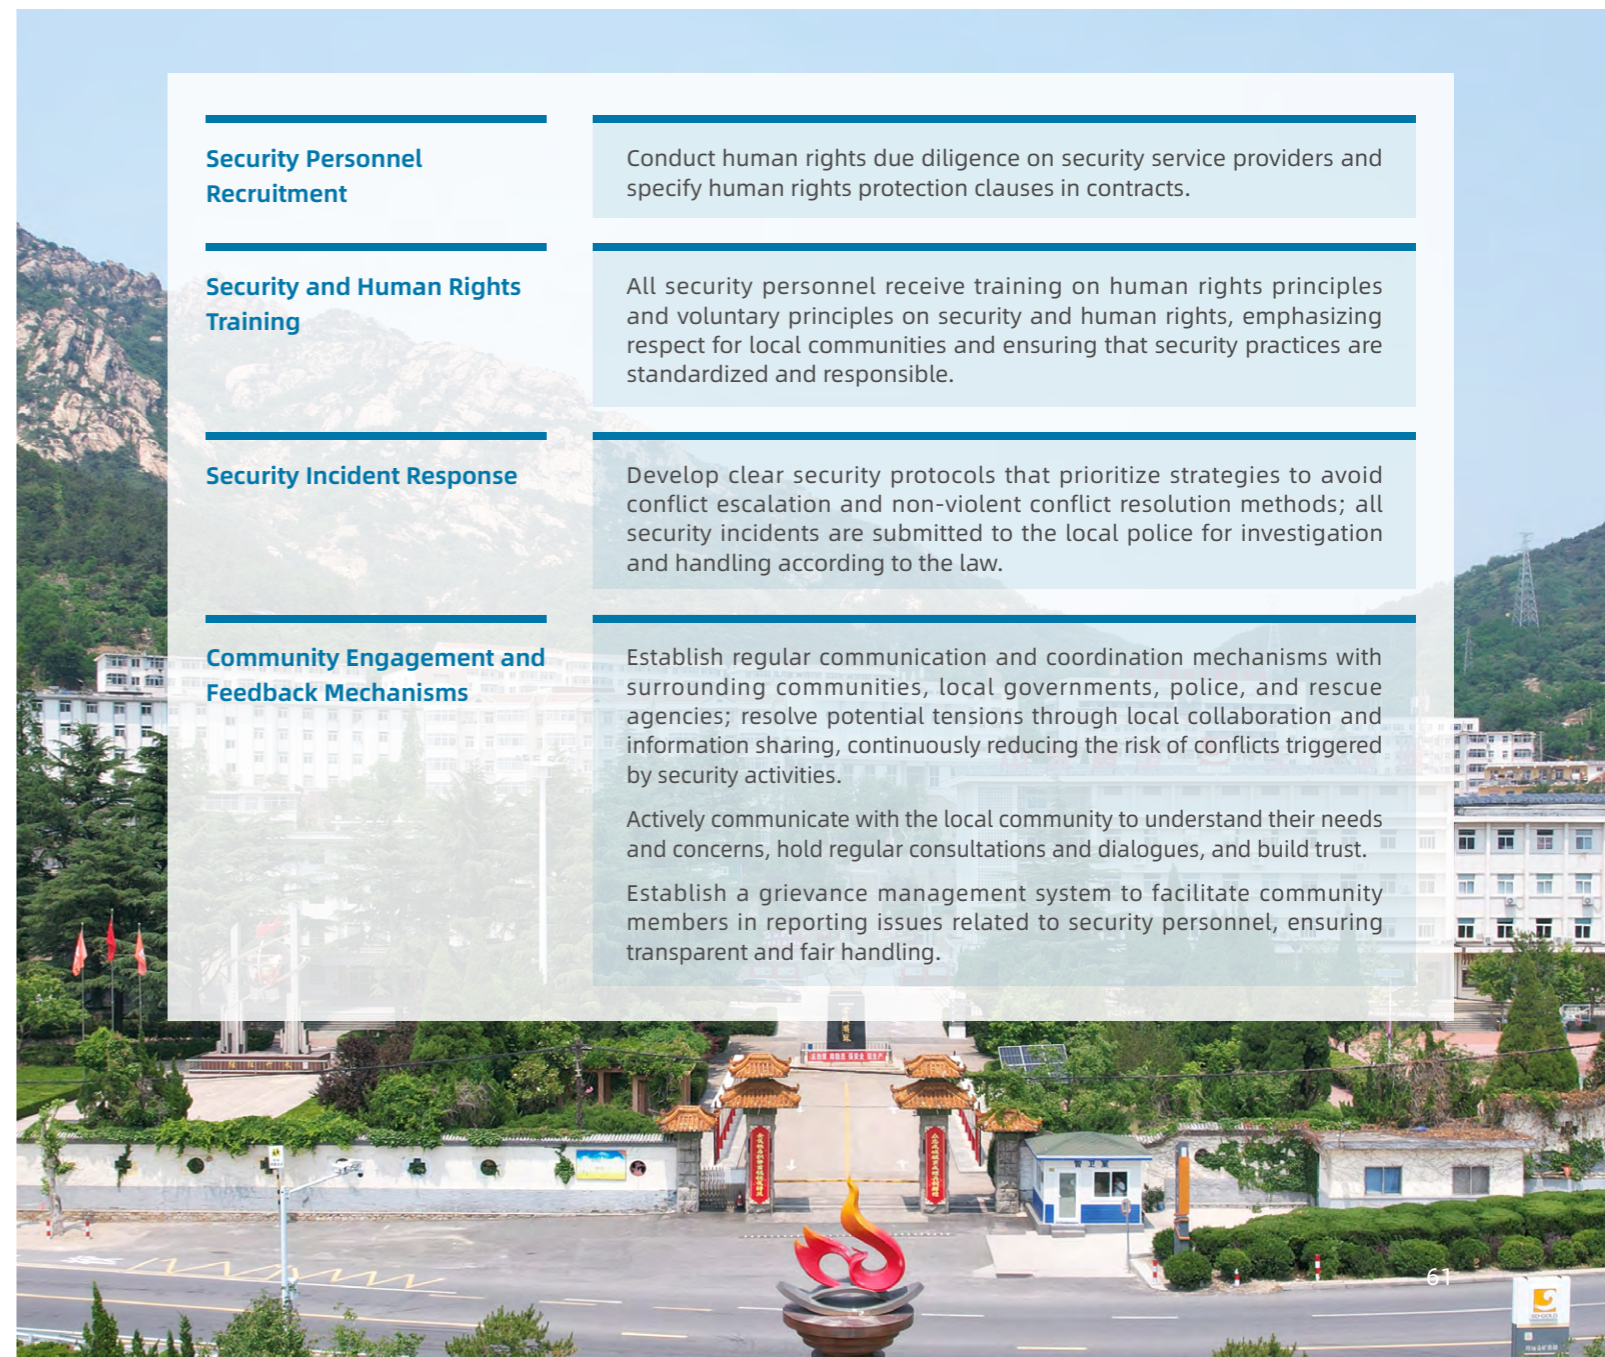 Security Personnel
Recruitment
Conduct human rights due diligence on security service providers and
specify human rights protection clauses in contracts.
Security and Human Rights
Training
All security personnel receive training on human rights principles
and voluntary principles on security and human rights, emphasizing
respect for local communities and ensuring that security practices are
standardized and responsible.
Security Incident Response
Develop clear security protocols that prioritize strategies to avoid
conflict escalation and non-violent conflict resolution methods; all
security incidents are submitted to the local police for investigation
and handling according to the law.
Community Engagement and
Feedback Mechanisms
Establish regular communication and coordination mechanisms with
surrounding communities, local governments, police, and rescue
agencies; resolve potential tensions through local collaboration and
information sharing, continuously reducing the risk of conflicts triggered
by security activities.
Actively communicate with the local community to understand their needs
and concerns, hold regular consultations and dialogues, and build trust.
Establish a grievance management system to facilitate community
members in reporting issues related to security personnel, ensuring
transparent and fair handling.
警卫室
61
SD-GOLD